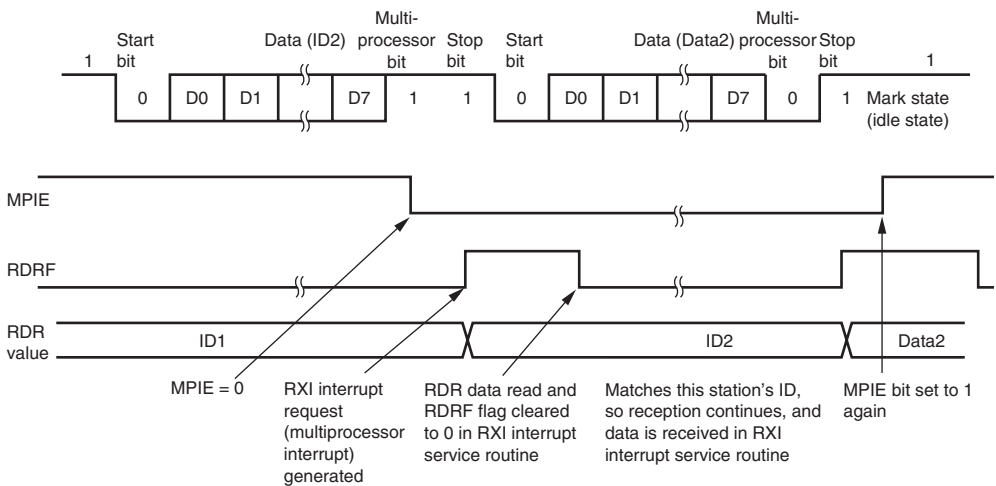 Multi-
Multi-
Start
Data (ID2)
processor
Stop
Start
Data (Data2)
processor
Stop
1
bit
bit
bit
bit
bit
bit
1
0
D0
D1
D7
1
1
0
D0
D1
D7
0
1
Mark state
(idle state)
MPIE
RDRF
RDR
value
ID1
ID2
Data2
MPIE = 0
RXI interrupt
request
(multiprocessor
interrupt)
generated
RDR data read and
RDRF flag cleared
to 0 in RXI interrupt
service routine
Matches this station's ID,
so reception continues, and
data is received in RXI
interrupt service routine
MPIE bit set to 1
again